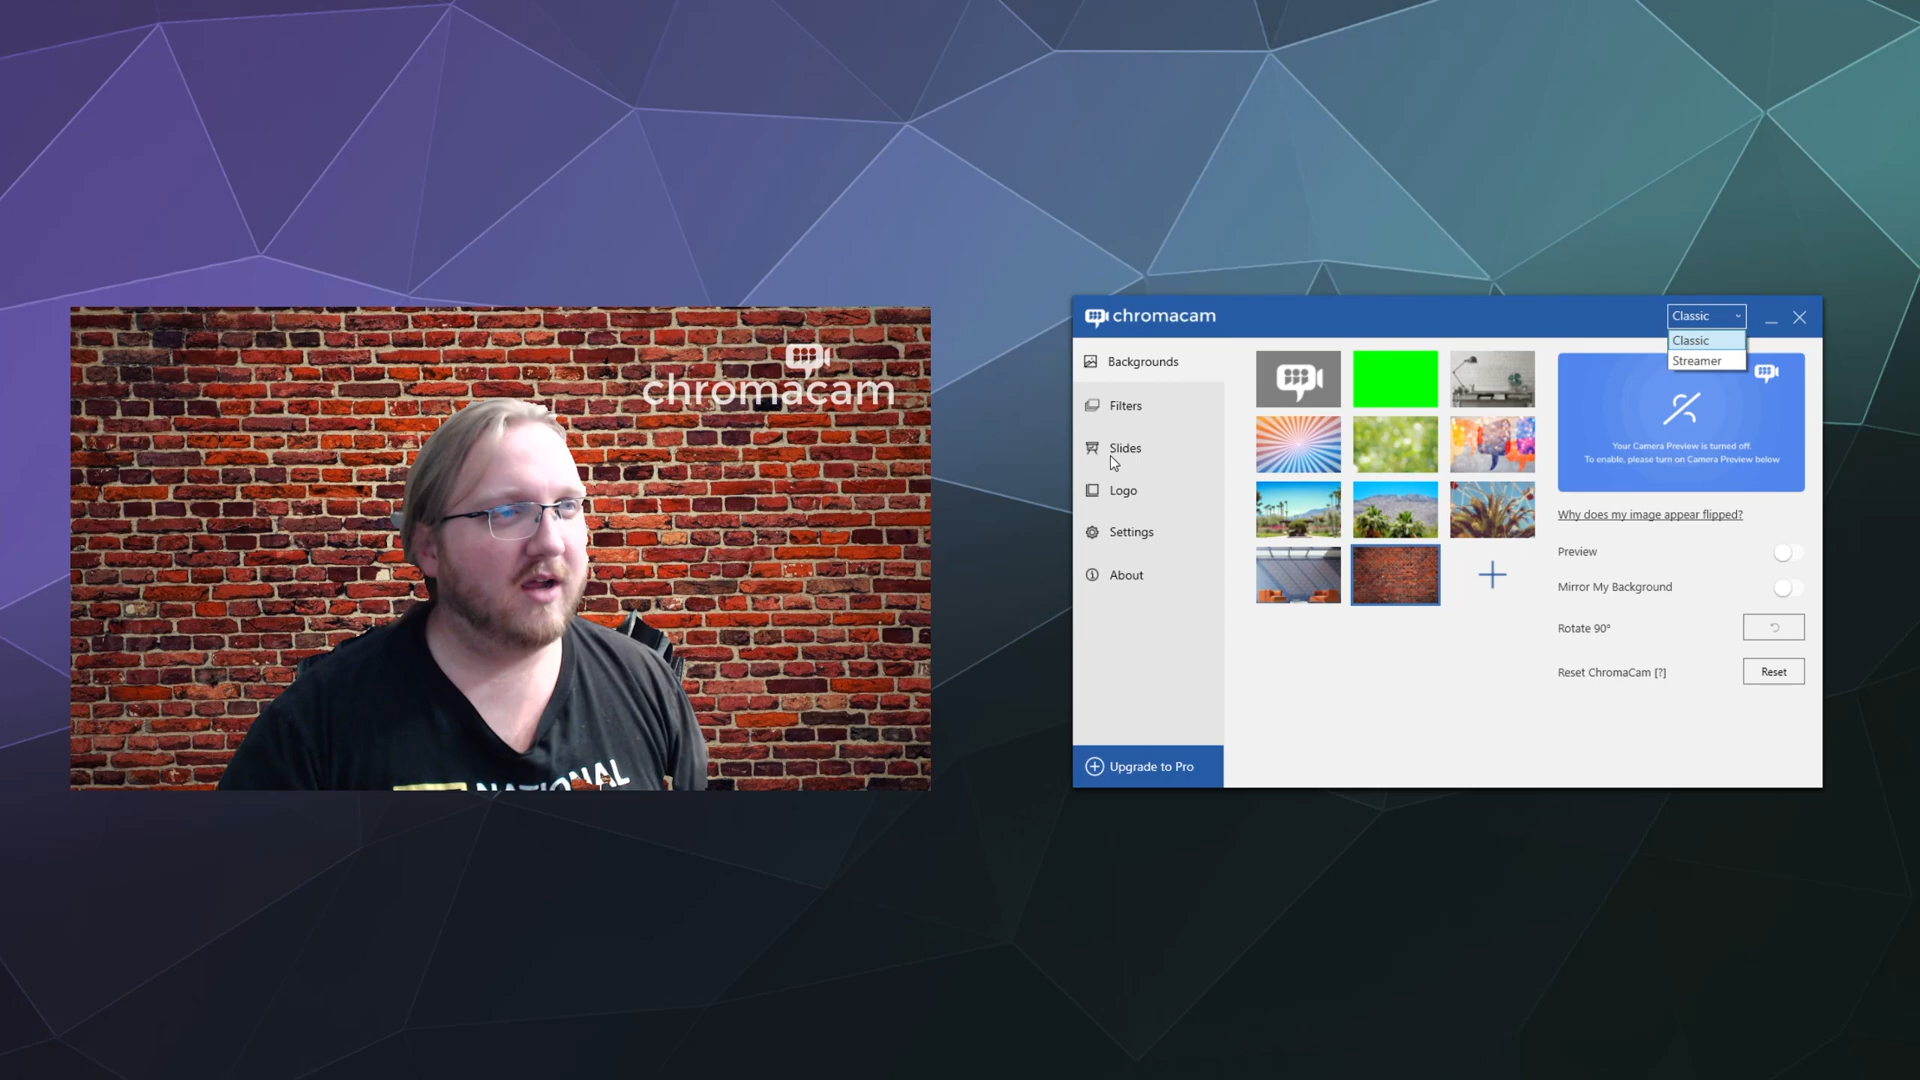 chromacam
NATIONAL
chromacam
Classic
Classic
Streamer
Backgrounds
Filters
Slides
Logo
Settings
About
Upgrade to Pro
Your Camera Preview is turned off.
To enable, please turn on Camera Preview below
Why does my image appear flipped?
Preview
Mirror My Background
Rotate 90°
Reset ChromaCam [?]
Reset